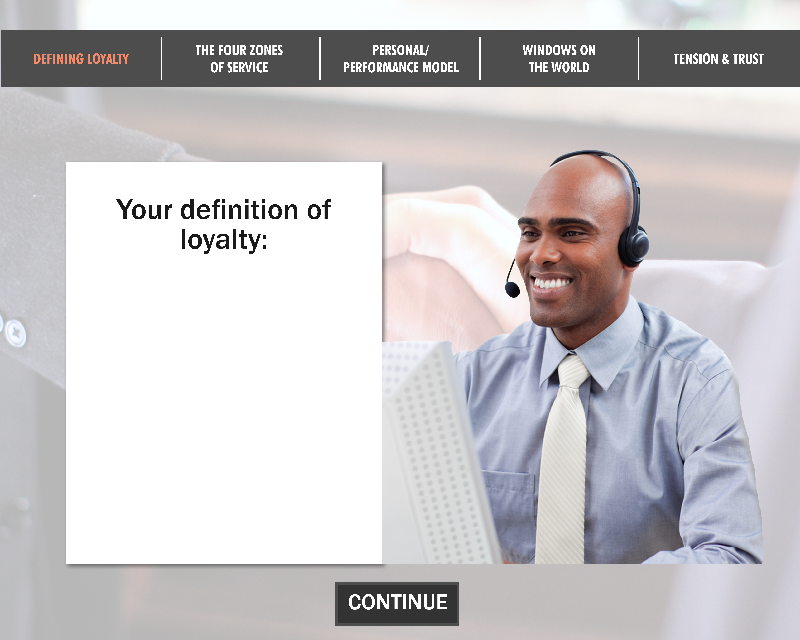 DEFINING LOYALTY
THE FOUR ZONES
OF SERVICE
PERSONAL/
PERFORMANCE MODEL
WINDOWS ON
THE WORLD
TENSION & TRUST
Your definition of
loyalty:
CONTINUE